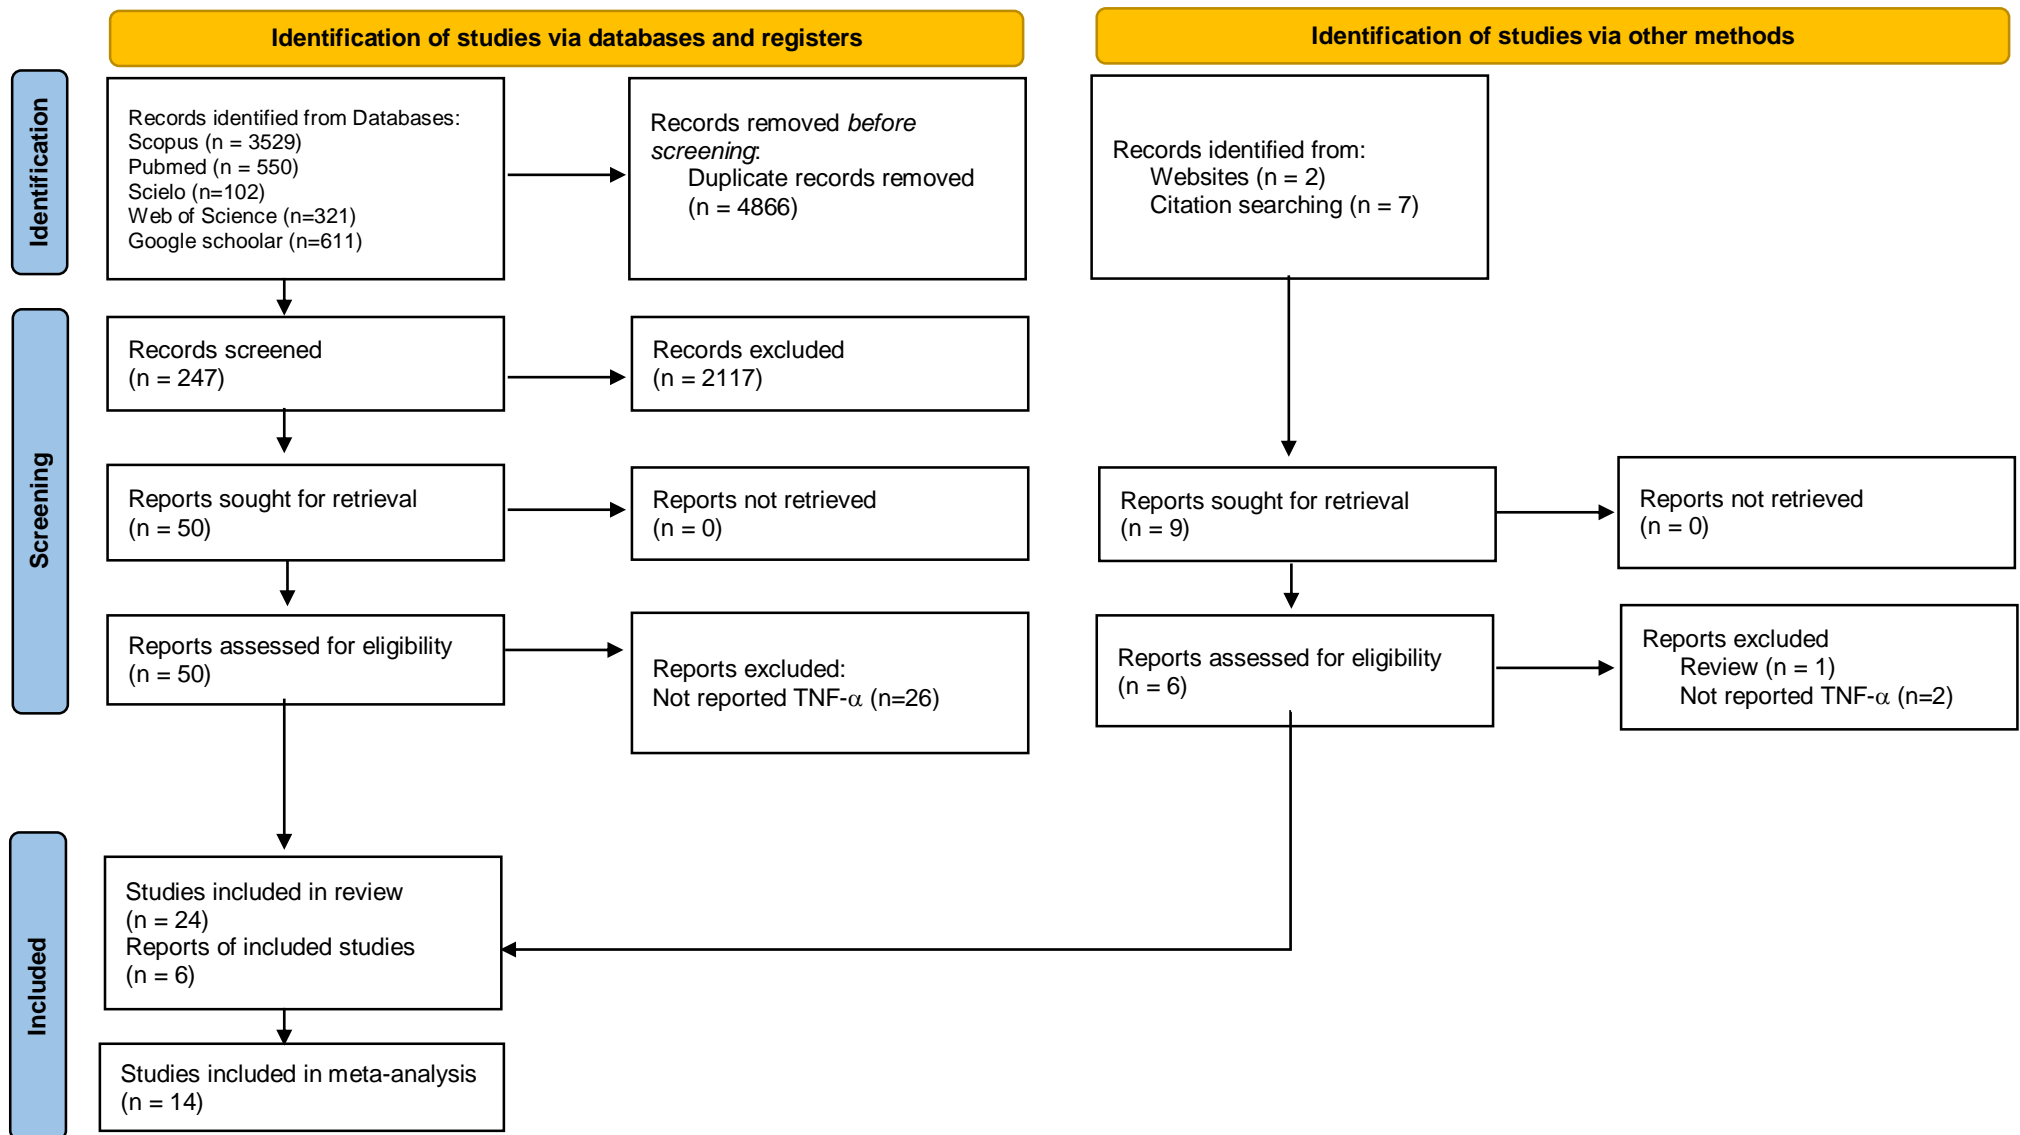 Identification of studies via databases and registers
Identification of studies via other methods
Identification
Records identified from Databases:
Scopus (n = 3529)
Pubmed (n = 550)
Scielo (n=102)
Web of Science (n=321)
Google schoolar (n=611)
Records removed before
screening:
Duplicate records removed
(n = 4866)
Records identified from:
Websites (n = 2)
Citation searching (n = 7)
Screening
Records screened
(n = 247)
Records excluded
(n = 2117)
Reports sought for retrieval
(n = 50)
Reports not retrieved
(n = 0)
Reports sought for retrieval
(n = 9)
Reports not retrieved
(n = 0)
Reports assessed for eligibility
(n = 50)
Reports excluded:
Not reported TNF-α (n=26)
Reports assessed for eligibility
(n = 6)
Reports excluded
Review (n = 1)
Not reported TNF-α (n=2)
Included
Studies included in review
(n = 24)
Reports of included studies
(n = 6)
Studies included in meta-analysis
(n = 14)